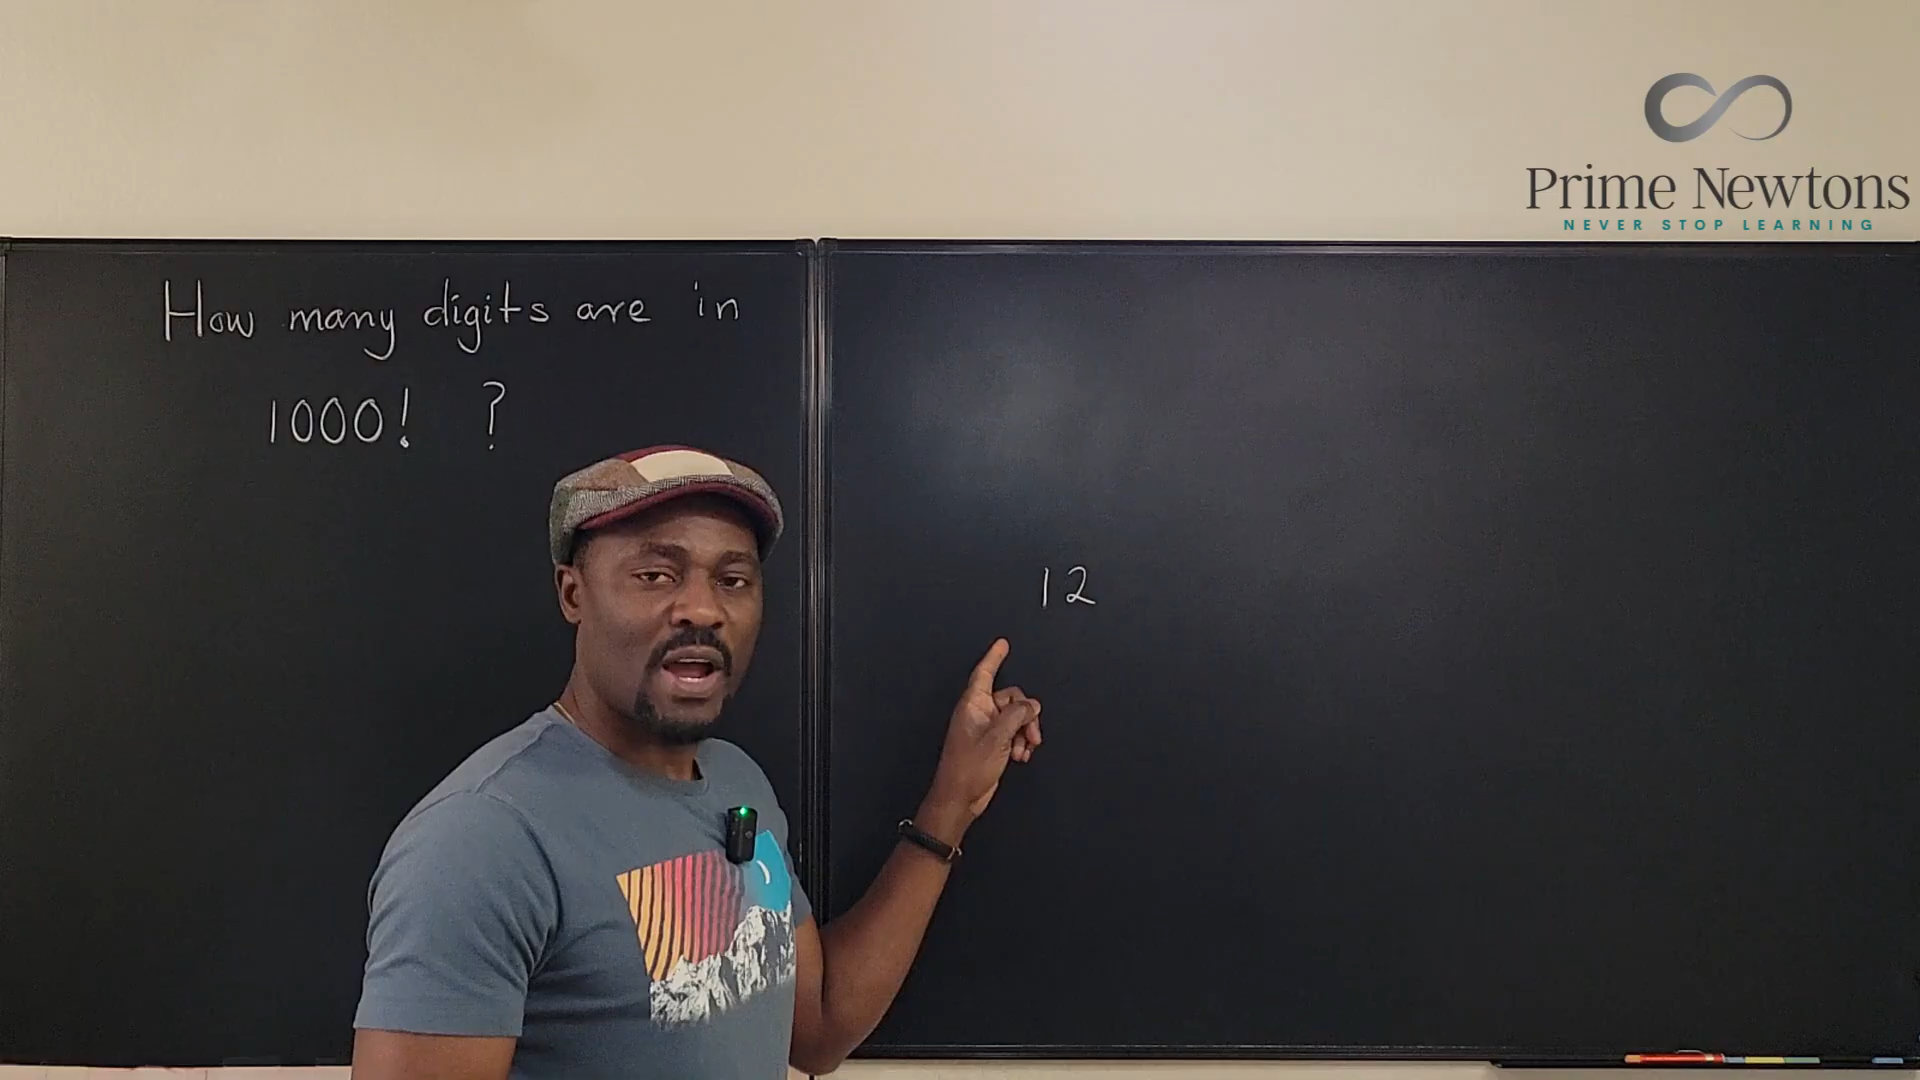 Prime Newtons
NEVER STOP LEARNING
How many digits are in
1000! ?
12